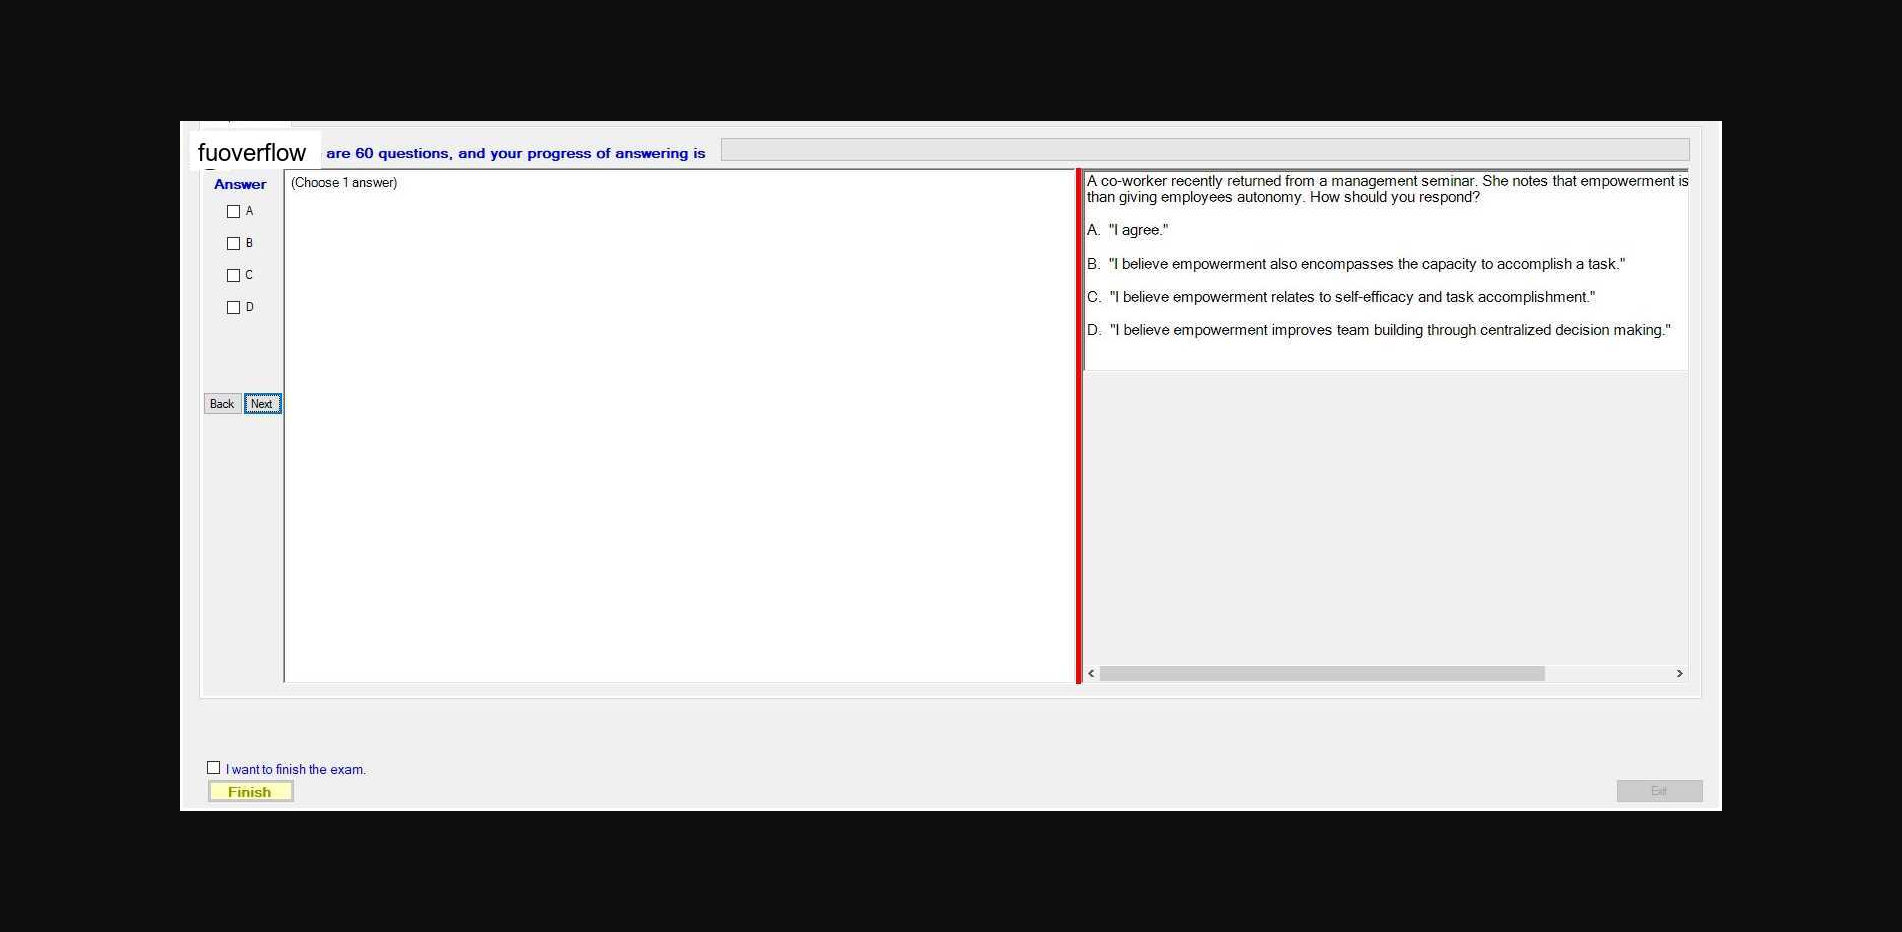 fuoverflow are 60 questions, and your progress of answering is
Answer
(Choose 1 answer)
A
B
C
D
Back Next
A co-worker recently returned from a management seminar. She notes that empowerment is
than giving employees autonomy. How should you respond?
A. "I agree."
B. "I believe empowerment also encompasses the capacity to accomplish a task."
C. "I believe empowerment relates to self-efficacy and task accomplishment."
D. "I believe empowerment improves team building through centralized decision making."
I want to finish the exam.
Finish
Exit